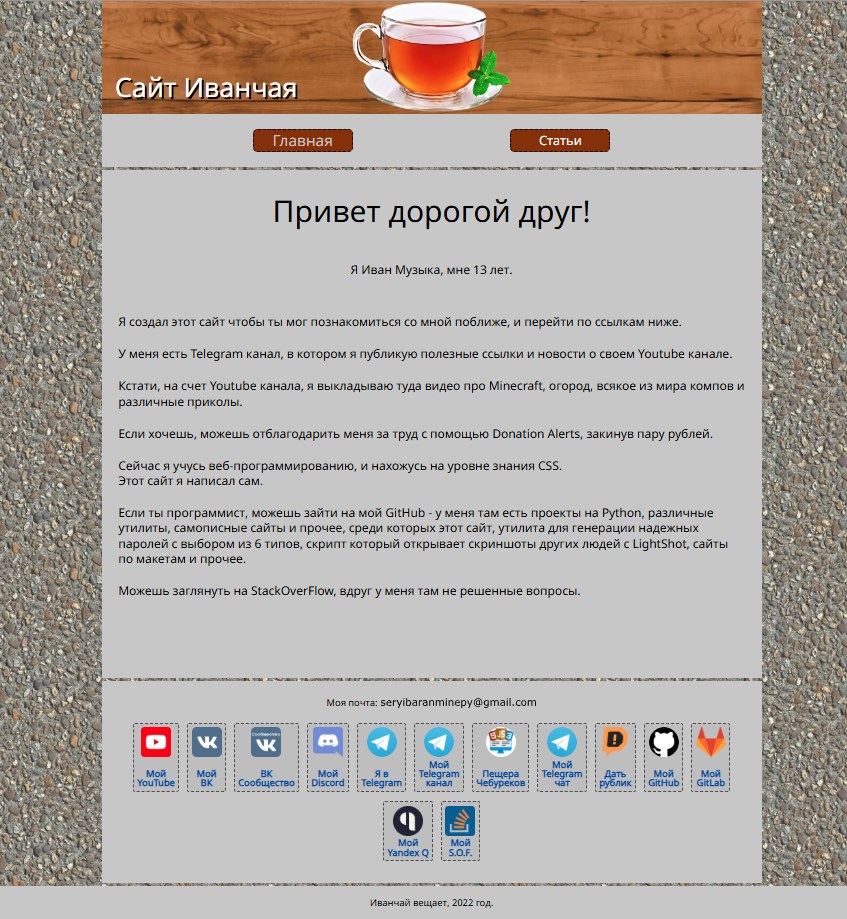 Сайт Иванчая
Главная
Статьи
Привет дорогой друг!
Я Иван Музыка, мне 13 лет.
Я создал этот сайт чтобы ты мог познакомиться со мной поближе, и перейти по ссылкам ниже.
У меня есть Telegram канал, в котором я публикую полезные ссылки и новости о своем Youtube канале.
Кстати, на счет Youtube канала, я выкладываю туда видео про Minecraft, огород, всякое из мира компов и
различные приколы.
Если хочешь, можешь отблагодарить меня за труд с помощью Donation Alerts, закинув пару рублей.
Сейчас я учусь веб-программированию, и нахожусь на уровне знания CSS.
Этот сайт я написал сам.
Если ты программист, можешь зайти на мой GitHub - у меня там есть проекты на Python, различные
утилиты, самописные сайты и прочее, среди которых этот сайт, утилита для генерации надежных
паролей с выбором из 6 типов, скрипт который открывает скриншоты других людей с LightShot, сайты
по макетам и прочее.
Можешь заглянуть на StackOverFlow, вдруг у меня там не решенные вопросы.
Моя почта: seryibaranminepy@gmail.com
Мой
YouTube
Мой
ВК
ВК
Сообщество
Мой
Discord
Я в
Telegram
Мой
Telegram
канал
Пещера
Чебуреков
Мой
Telegram
чат
Дать
рублик
Мой
GitHub
Мой
GitLab
Мой
Yandex Q
Мой
S.O.F.
Иванчай вещает, 2022 год.